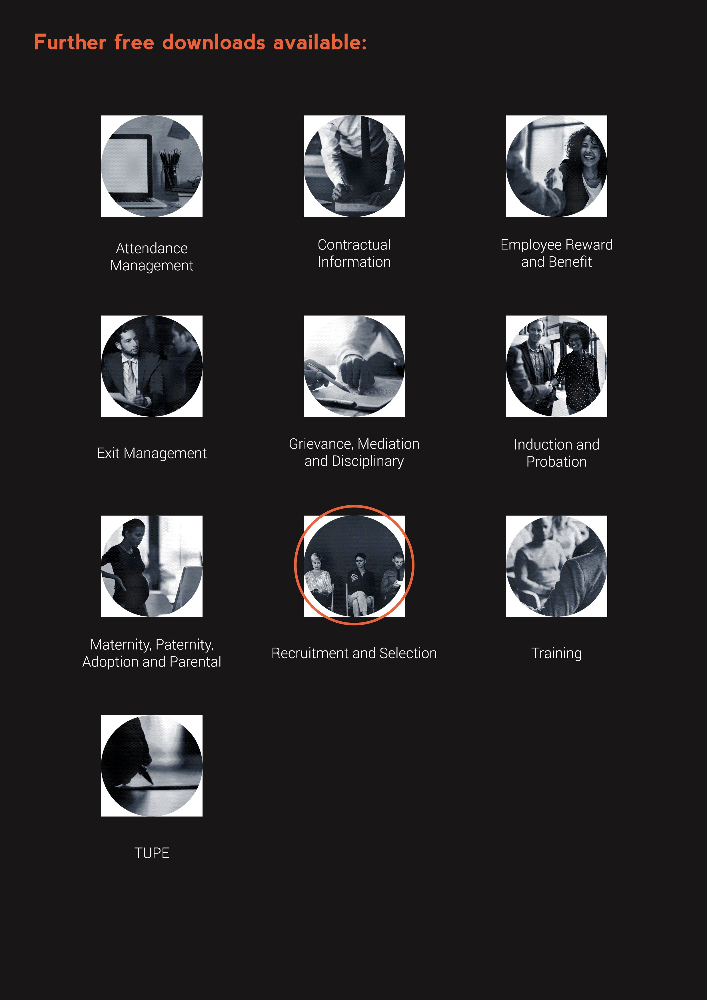 Further free downloads available:
Attendance
Management
Contractual
Information
Employee Reward
and Benefit
Exit Management
Grievance, Mediation
and Disciplinary
Induction and
Probation
Maternity, Paternity,
Adoption and Parental
Recruitment and Selection
Training
TUPE